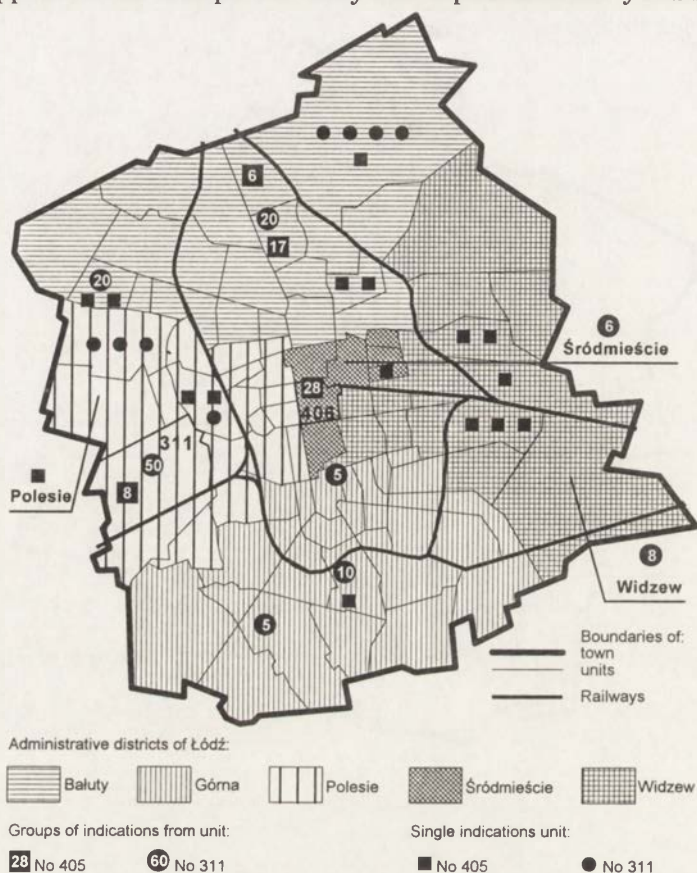 6
20
17
20
6
Śródmieście
28
406
311
50
8
Polesie
5
8
Widzew
10
5
Boundaries of:
town
units
Railways
Administrative districts of Łódź:
Bałuty
Górna
Polesie
Śródmieście
Widzew
Groups of indications from unit:
Single indications unit:
28 No 405
60 No 311
No 405
No 311